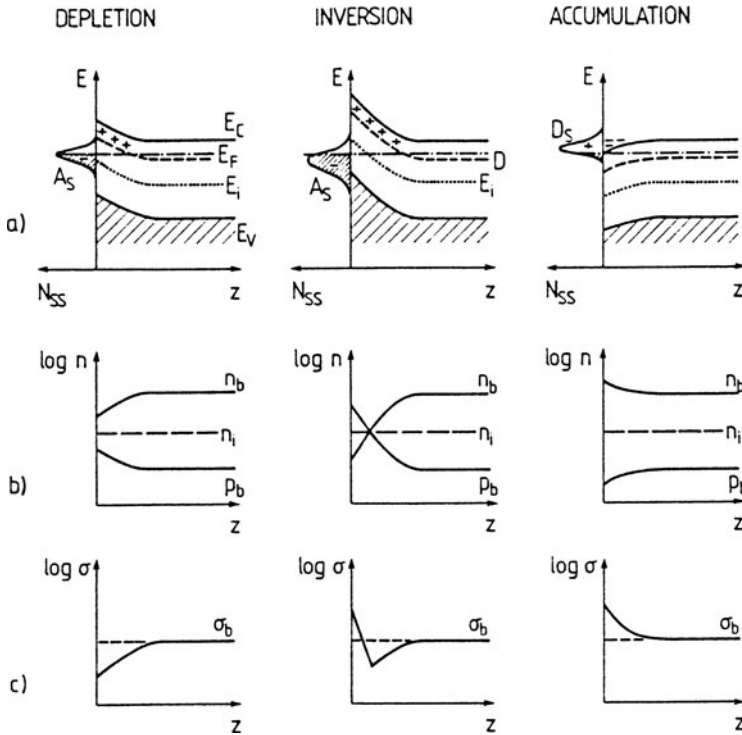 DEPLETION INVERSION ACCUMULATION
E E E
E_C D_S
E_F D
A_S E_i A_S E_i
a) E_V
N_SS z N_SS z N_SS z
log n log n log n
n_b n_b n_b
n_i n_i n_i
b) p_b p_b
z z z
log σ log σ log σ
σ_b σ_b σ_b
c)
z z z